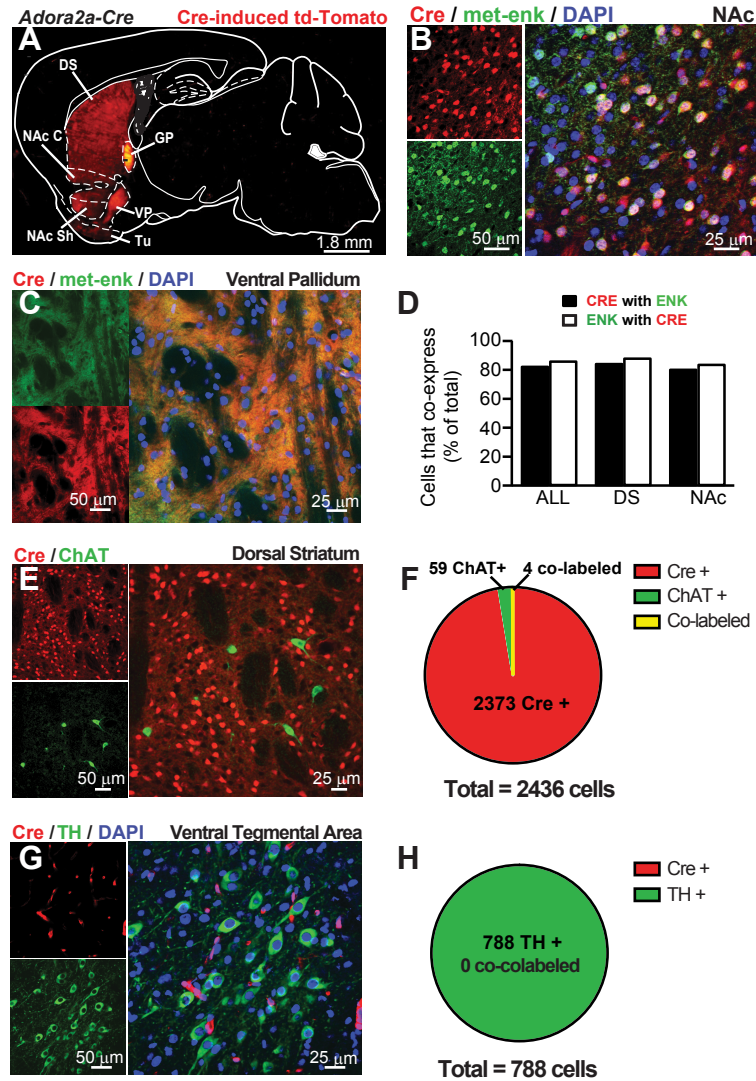 Adora2a-Cre Cre-induced td-Tomato
A
DS
NAc C
GP
VP
NAc Sh
Tu
1.8 mm
Cre / met-enk / DAPI NAc
B
50 μm
25 μm
Cre / met-enk / DAPI Ventral Pallidum
C
50 μm
25 μm
D
CRE with ENK
ENK with CRE
Cells that co-express
(% of total)
100
80
60
40
20
0
ALL DS NAc
Cre / ChAT Dorsal Striatum
E
50 μm
25 μm
F
59 ChAT+ 4 co-labeled
Cre +
ChAT +
Co-labeled
2373 Cre +
Total = 2436 cells
Cre / TH / DAPI Ventral Tegmental Area
G
50 μm
25 μm
H
Cre +
TH +
788 TH +
0 co-colabeled
Total = 788 cells